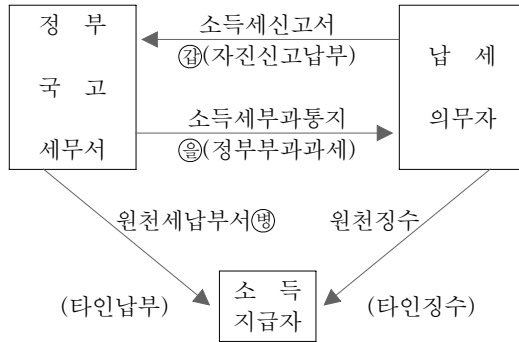 정 부
국 고
세무서
소득세신고서
㉮(자진신고납부)
소득세부과통지
㉯(정부부과과세)
납 세
의무자
원천세납부서㉰
원천징수
(타인납부)
소 득
지급자
(타인징수)